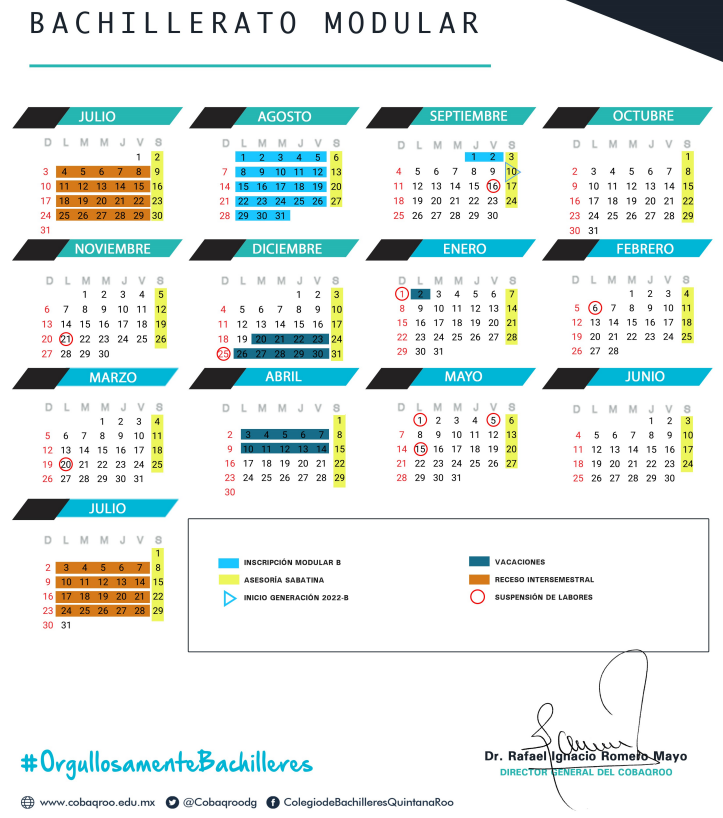 BACHILLERATO MODULAR
JULIO AGOSTO SEPTIEMBRE OCTUBRE
D L M M J V S
1 2
3 4 5 6 7 8 9
10 11 12 13 14 15 16
17 18 19 20 21 22 23
24 25 26 27 28 29 30
31
D L M M J V S
1 2 3 4 5 6
7 8 9 10 11 12 13
14 15 16 17 18 19 20
21 22 23 24 25 26 27
28 29 30 31
D L M M J V S
1 2 3
4 5 6 7 8 9 10
11 12 13 14 15 16 17
18 19 20 21 22 23 24
25 26 27 28 29 30
D L M M J V S
1
2 3 4 5 6 7 8
9 10 11 12 13 14 15
16 17 18 19 20 21 22
23 24 25 26 27 28 29
30 31
NOVIEMBRE DICIEMBRE ENERO FEBRERO
D L M M J V S
1 2 3 4 5
6 7 8 9 10 11 12
13 14 15 16 17 18 19
20 21 22 23 24 25 26
27 28 29 30
D L M M J V S
1 2 3
4 5 6 7 8 9 10
11 12 13 14 15 16 17
18 19 20 21 22 23 24
25 26 27 28 29 30 31
D L M M J V S
1 2 3 4 5 6 7
8 9 10 11 12 13 14
15 16 17 18 19 20 21
22 23 24 25 26 27 28
29 30 31
D L M M J V S
1 2 3 4
5 6 7 8 9 10 11
12 13 14 15 16 17 18
19 20 21 22 23 24 25
26 27 28
MARZO ABRIL MAYO JUNIO
D L M M J V S
1 2 3 4
5 6 7 8 9 10 11
12 13 14 15 16 17 18
19 20 21 22 23 24 25
26 27 28 29 30 31
D L M M J V S
1
2 3 4 5 6 7 8
9 10 11 12 13 14 15
16 17 18 19 20 21 22
23 24 25 26 27 28 29
30
D L M M J V S
1 2 3 4 5 6
7 8 9 10 11 12 13
14 15 16 17 18 19 20
21 22 23 24 25 26 27
28 29 30 31
D L M M J V S
1 2 3
4 5 6 7 8 9 10
11 12 13 14 15 16 17
18 19 20 21 22 23 24
25 26 27 28 29 30
JULIO
D L M M J V S
1
2 3 4 5 6 7 8
9 10 11 12 13 14 15
16 17 18 19 20 21 22
23 24 25 26 27 28 29
30 31
INSCRIPCIÓN MODULAR B
ASESORÍA SABATINA
INICIO GENERACIÓN 2022-B
VACACIONES
RECESO INTERSEMESTRAL
SUSPENSIÓN DE LABORES
Dr. Rafael Ignacio Romero Mayo
DIRECTOR GENERAL DEL COBAQROO
#OrgullosamenteBachilleres
www.cobaqroo.edu.mx @Cobaqroodg ColegiodeBachilleresQuintanaRoo